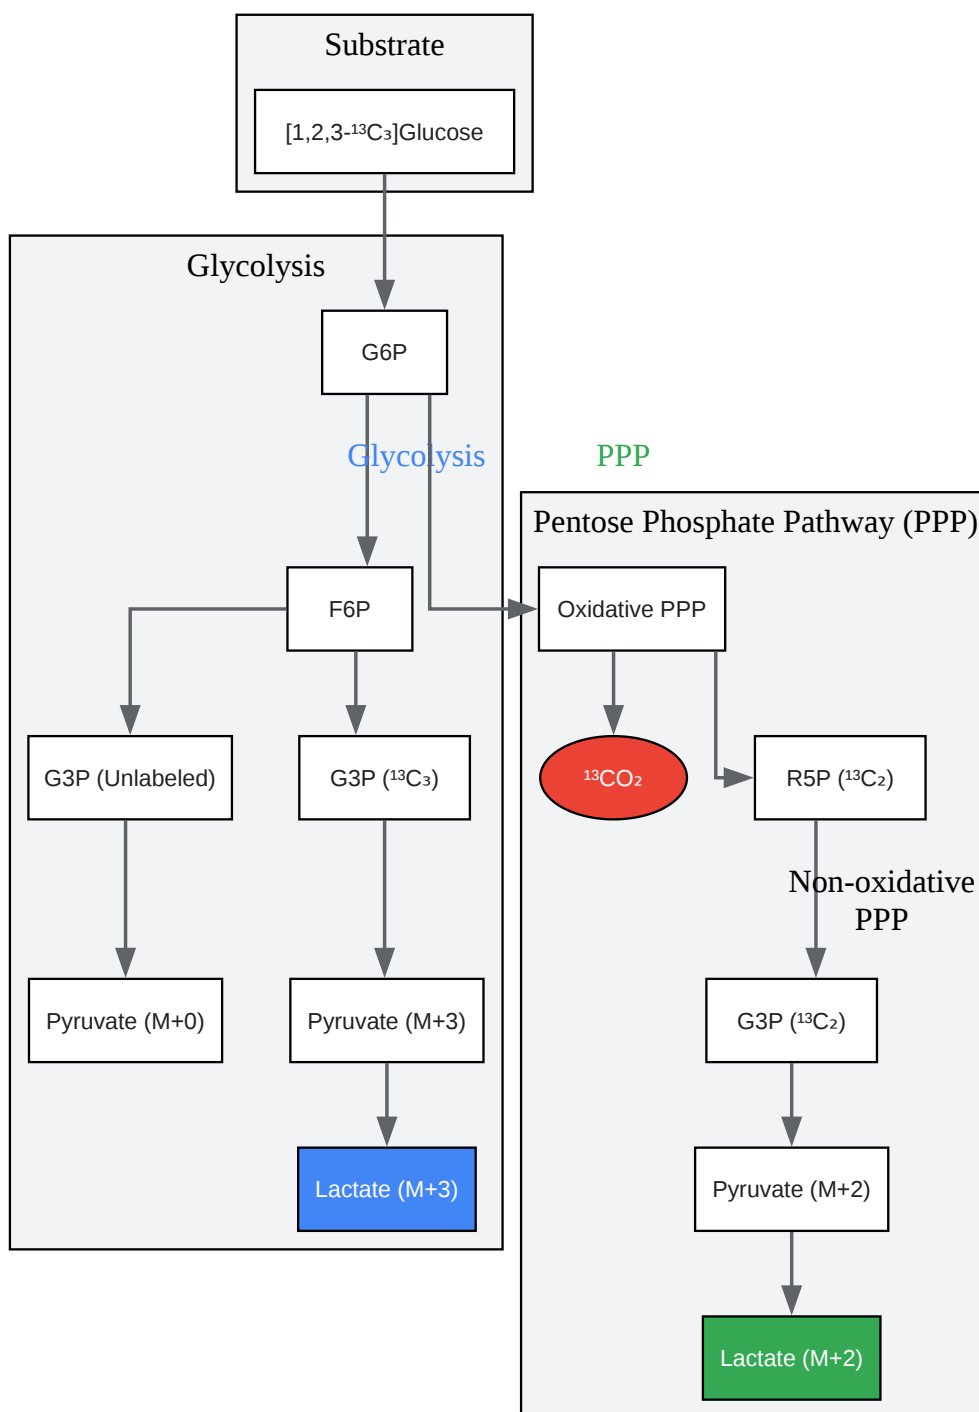 Substrate
[1,2,3-¹³C₃]Glucose
Glycolysis
G6P
Glycolysis
PPP
Pentose Phosphate Pathway (PPP)
F6P
Oxidative PPP
G3P (Unlabeled)
G3P (¹³C₃)
¹³CO₂
R5P (¹³C₂)
Non-oxidative
PPP
Pyruvate (M+0)
Pyruvate (M+3)
G3P (¹³C₂)
Lactate (M+3)
Pyruvate (M+2)
Lactate (M+2)